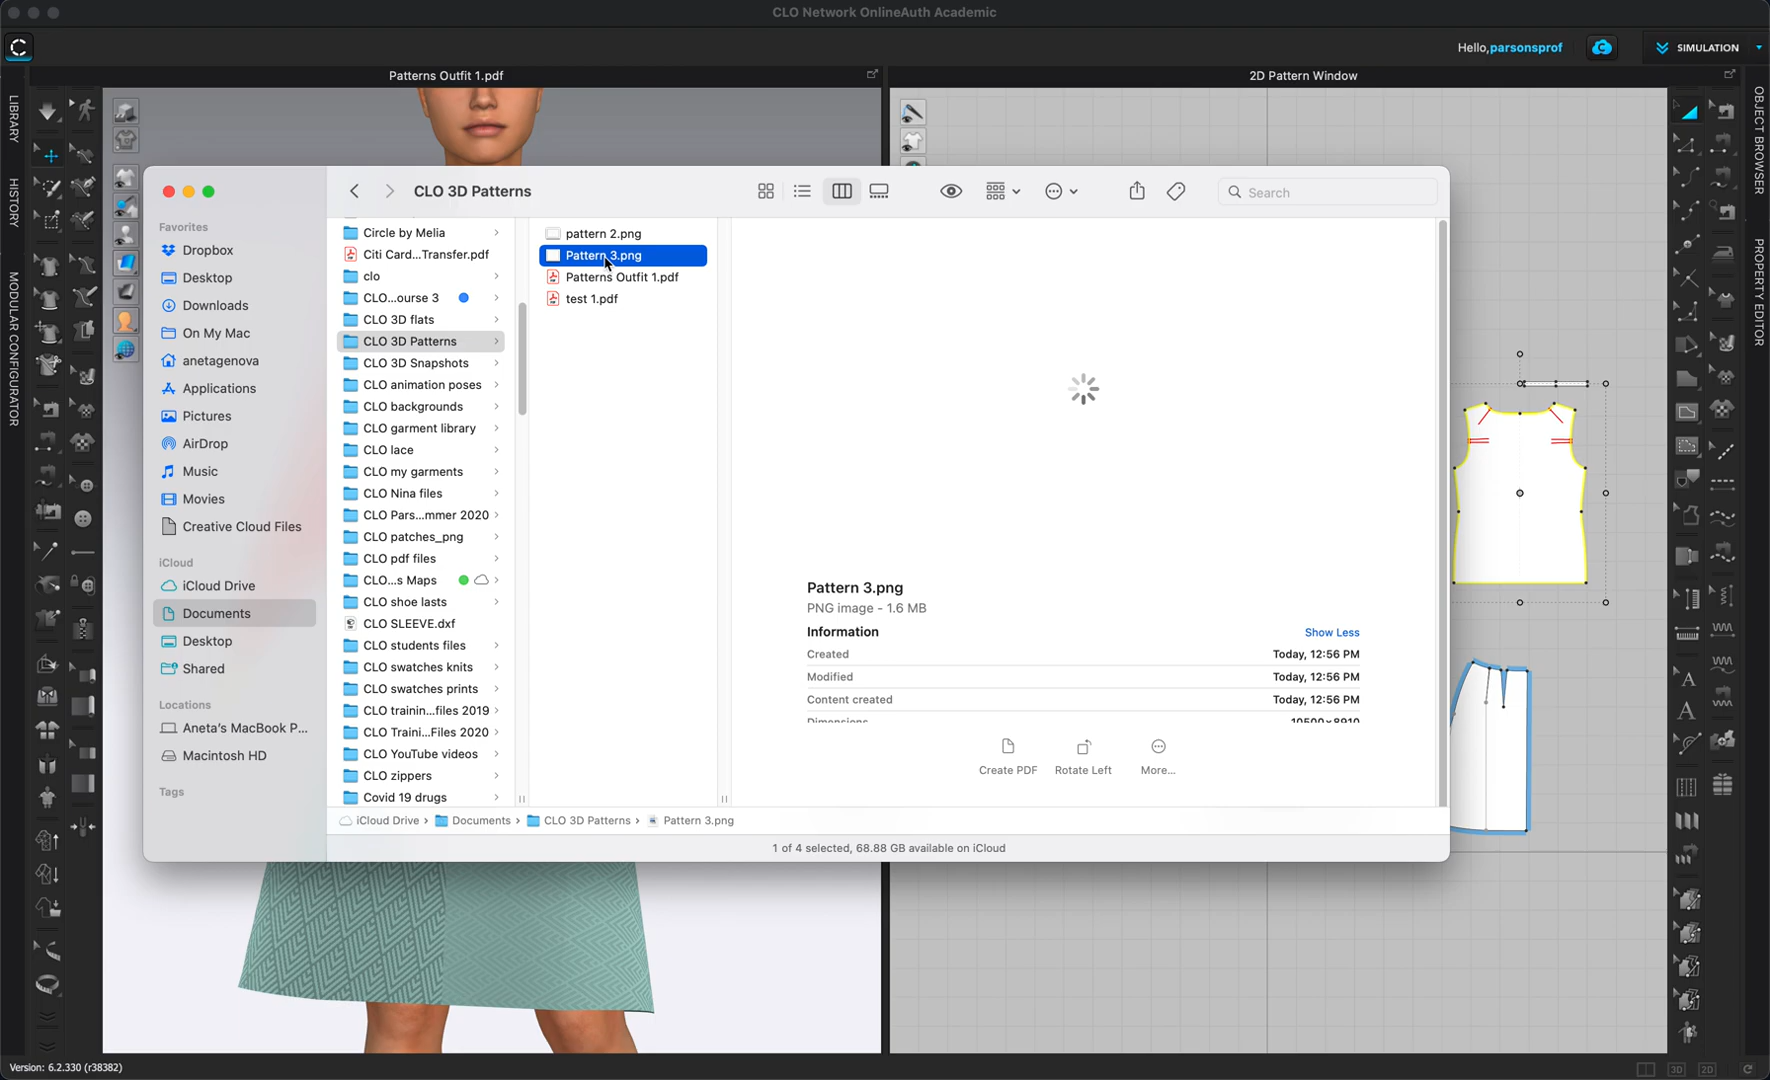 CLO Network OnlineAuth Academic
Hello,parsonsprof
SIMULATION
Patterns Outfit 1.pdf
2D Pattern Window
LIBRARY
HISTORY
MODULAR CONFIGURATOR
OBJECT BROWSER
PROPERTY EDITOR
CLO 3D Patterns
Search
Favorites
Dropbox
Desktop
Downloads
On My Mac
anetagenova
Applications
Pictures
AirDrop
Music
Movies
Creative Cloud Files
iCloud
iCloud Drive
Documents
Desktop
Shared
Locations
Aneta's MacBook P...
Macintosh HD
Tags
Circle by Melia
Citi Card...Transfer.pdf
clo
CLO...ourse 3
CLO 3D flats
CLO 3D Patterns
CLO 3D Snapshots
CLO animation poses
CLO backgrounds
CLO garment library
CLO lace
CLO my garments
CLO Nina files
CLO Pars...mmer 2020
CLO patches_png
CLO pdf files
CLO...s Maps
CLO shoe lasts
CLO SLEEVE.dxf
CLO students files
CLO swatches knits
CLO swatches prints
CLO trainin...files 2019
CLO Traini...Files 2020
CLO YouTube videos
CLO zippers
Covid 19 drugs
pattern 2.png
Pattern 3.png
Patterns Outfit 1.pdf
test 1.pdf
Pattern 3.png
PNG image - 1.6 MB
Information
Show Less
Created
Today, 12:56 PM
Modified
Today, 12:56 PM
Content created
Today, 12:56 PM
Dimensions
10500×8910
Create PDF
Rotate Left
More...
iCloud Drive › Documents › CLO 3D Patterns › Pattern 3.png
1 of 4 selected, 68.88 GB available on iCloud
Version: 6.2.330 (r38382)
3D
2D